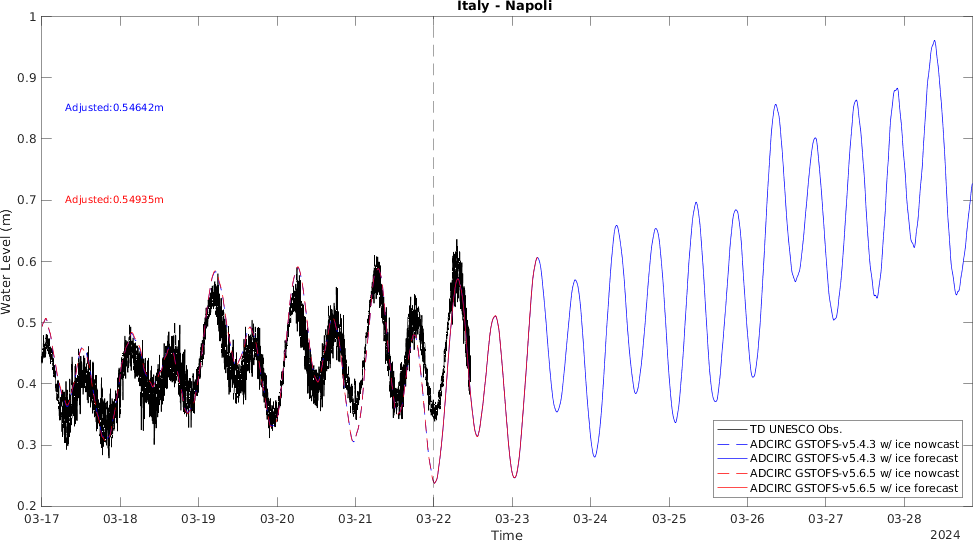 Italy - Napoli
1
0.9
0.8
0.7
0.6
0.5
0.4
0.3
0.2
Water Level (m)
Adjusted:0.54642m
Adjusted:0.54935m
TD UNESCO Obs.
ADCIRC GSTOFS-v5.4.3 w/ ice nowcast
ADCIRC GSTOFS-v5.4.3 w/ ice forecast
ADCIRC GSTOFS-v5.6.5 w/ ice nowcast
ADCIRC GSTOFS-v5.6.5 w/ ice forecast
03-17 03-18 03-19 03-20 03-21 03-22 03-23 03-24 03-25 03-26 03-27 03-28
Time
2024